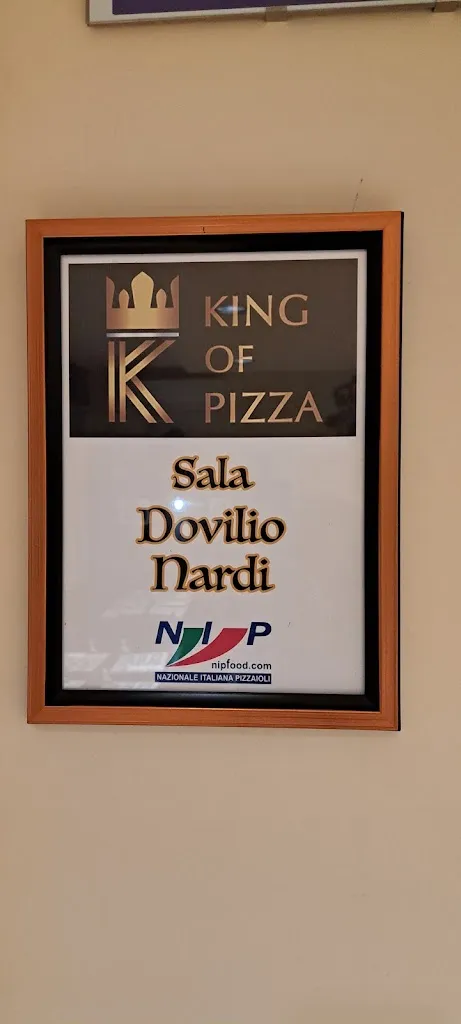 K
KING
OF
PIZZA
Sala
Dovilio
Nardi
NIP
nipfood.com
NAZIONALE ITALIANA PIZZAIOLI